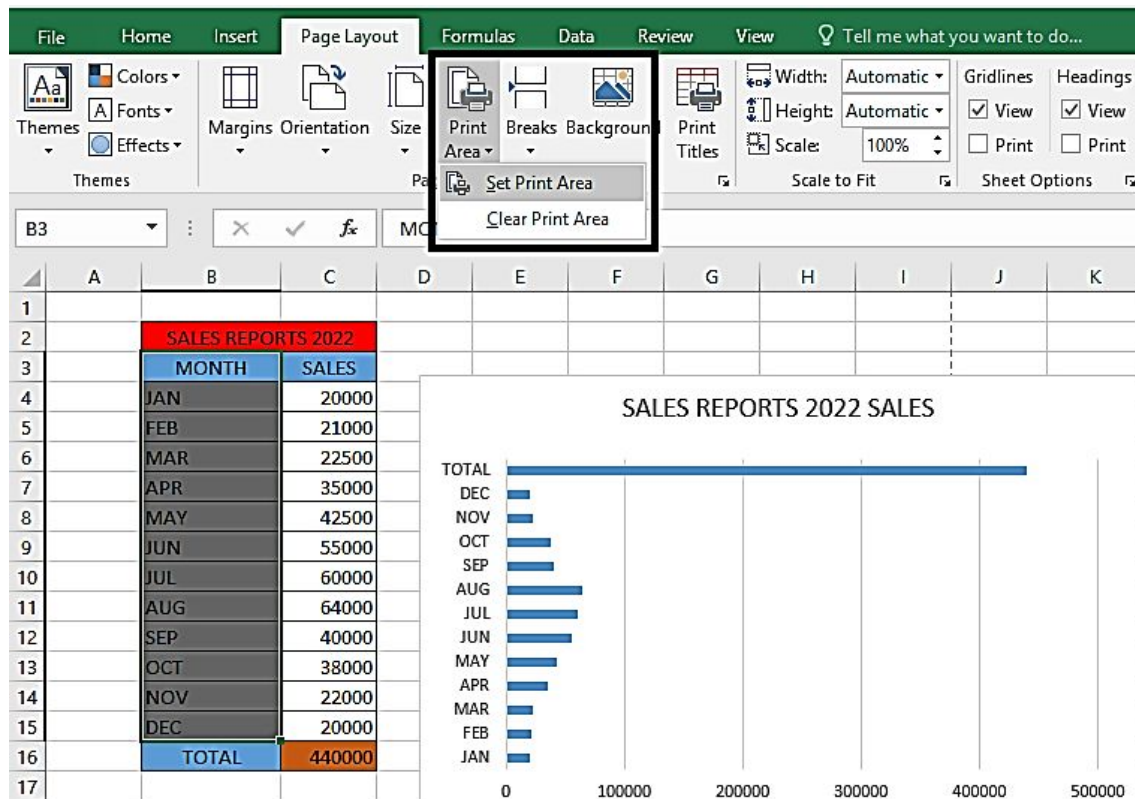 File Home Insert Page Layout Formulas Data Review View Tell me what you want to do...
Aa Colors
A Fonts
Effects
Themes
Margins Orientation Size Print Area Breaks Background Print Titles
Width: Automatic
Height: Automatic
Scale: 100%
Gridlines Headings
View View
Print Print
Themes Scale to Fit Sheet Options
Set Print Area
Clear Print Area
B3 fx
A B C D E F G H I J K
1
2 SALES REPORTS 2022
3 MONTH SALES
4 JAN 20000
5 FEB 21000
6 MAR 22500
7 APR 35000
8 MAY 42500
9 JUN 55000
10 JUL 60000
11 AUG 64000
12 SEP 40000
13 OCT 38000
14 NOV 22000
15 DEC 20000
16 TOTAL 440000
17
SALES REPORTS 2022 SALES
TOTAL
DEC
NOV
OCT
SEP
AUG
JUL
JUN
MAY
APR
MAR
FEB
JAN
0 100000 200000 300000 400000 500000